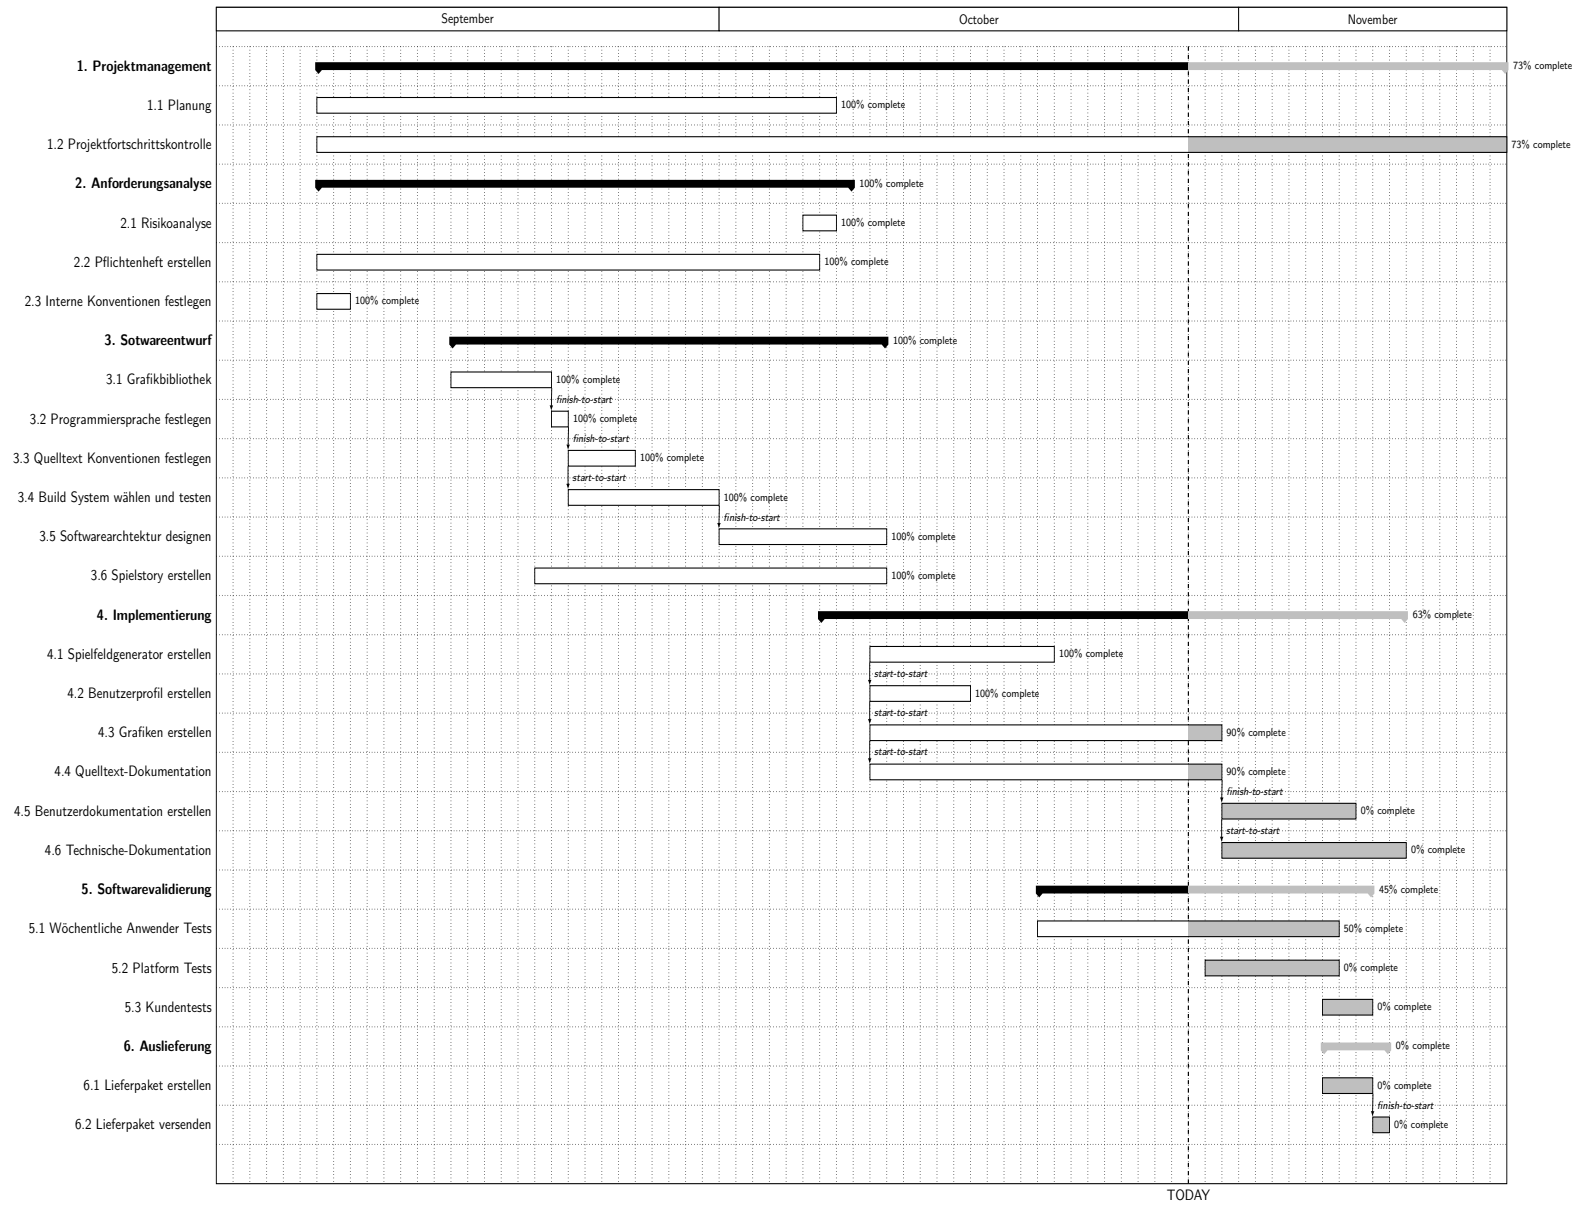 September October November
1. Projektmanagement 73% complete
1.1 Planung 100% complete
1.2 Projektfortschrittskontrolle 73% complete
2. Anforderungsanalyse 100% complete
2.1 Risikoanalyse 100% complete
2.2 Pflichtenheft erstellen 100% complete
2.3 Interne Konventionen festlegen 100% complete
3. Sotwareentwurf 100% complete
3.1 Grafikbibliothek 100% complete
finish-to-start
3.2 Programmiersprache festlegen 100% complete
finish-to-start
3.3 Quelltext Konventionen festlegen 100% complete
start-to-start
3.4 Build System wählen und testen 100% complete
finish-to-start
3.5 Softwarearchtektur designen 100% complete
3.6 Spielstory erstellen 100% complete
4. Implementierung 63% complete
4.1 Spielfeldgenerator erstellen 100% complete
start-to-start
4.2 Benutzerprofil erstellen 100% complete
start-to-start
4.3 Grafiken erstellen 90% complete
start-to-start
4.4 Quelltext-Dokumentation 90% complete
finish-to-start
4.5 Benutzerdokumentation erstellen 0% complete
start-to-start
4.6 Technische-Dokumentation 0% complete
5. Softwarevalidierung 45% complete
5.1 Wöchentliche Anwender Tests 50% complete
5.2 Platform Tests 0% complete
5.3 Kundentests 0% complete
6. Auslieferung 0% complete
6.1 Lieferpaket erstellen 0% complete
finish-to-start
6.2 Lieferpaket versenden 0% complete
TODAY